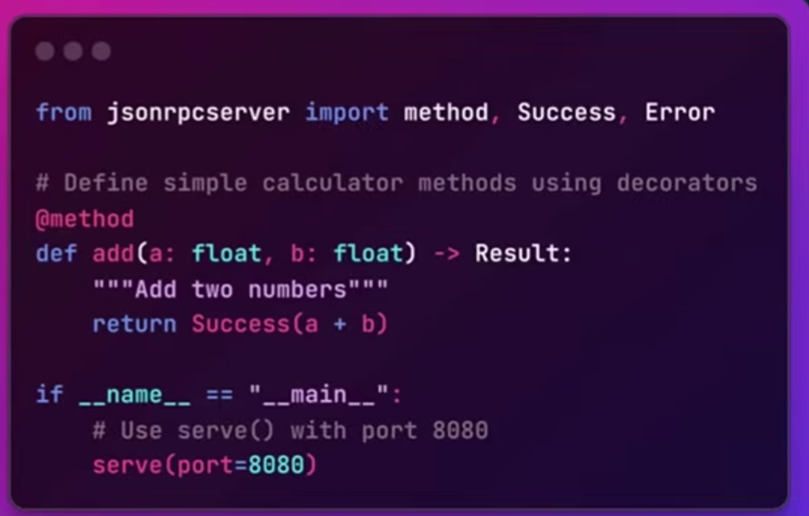 from jsonrpcserver import method, Success, Error
# Define simple calculator methods using decorators
@method
def add(a: float, b: float) -> Result:
    """Add two numbers"""
    return Success(a + b)
if __name__ == "__main__":
    # Use serve() with port 8080
    serve(port=8080)